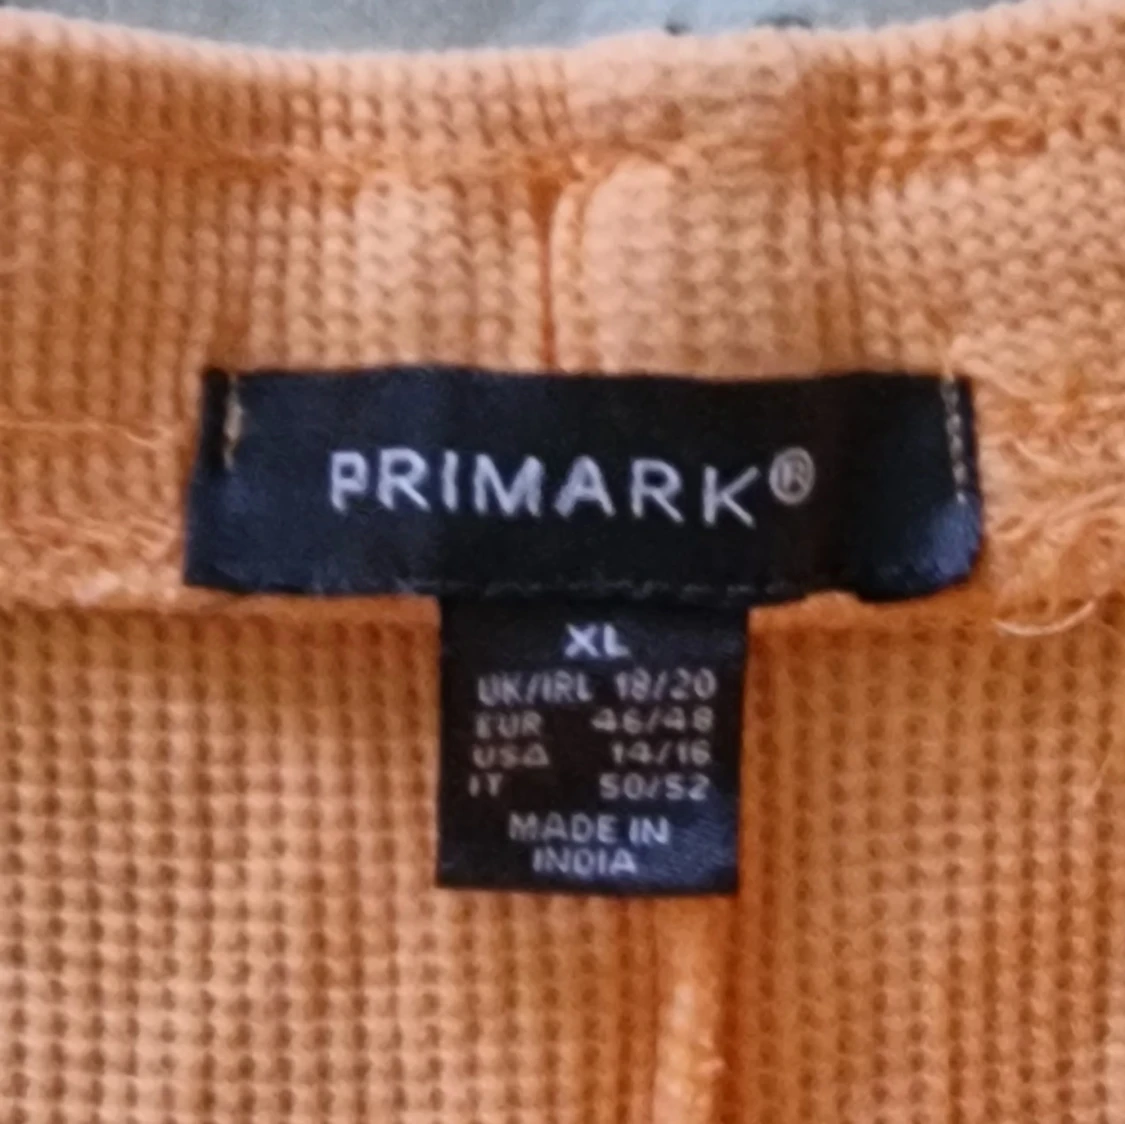 PRIMARK®
XL
UK/IRL 18/20
EUR 46/48
USA 14/16
IT 50/52
MADE IN
INDIA